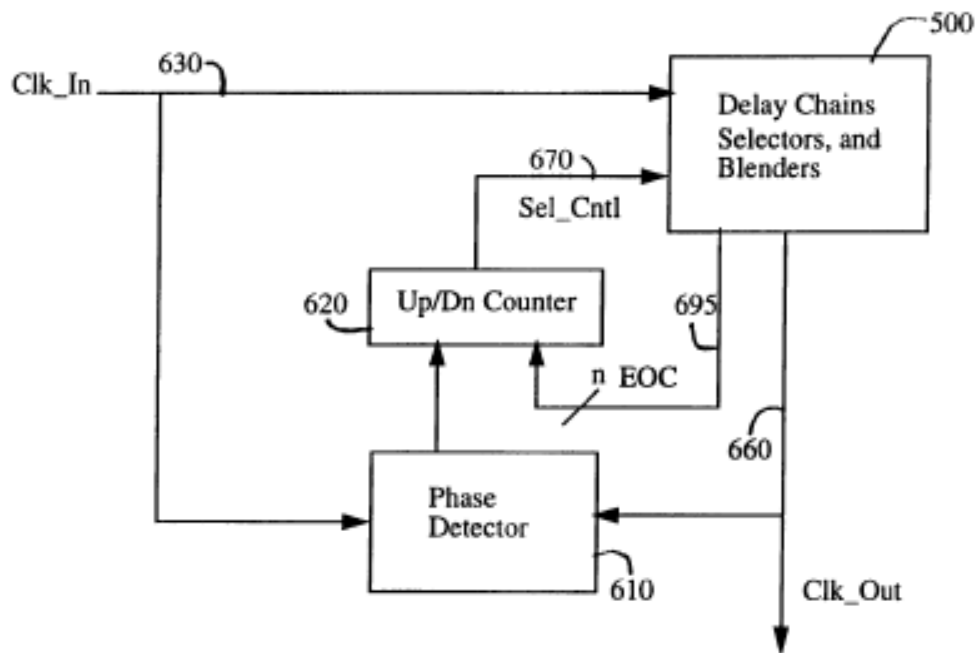 500
630
Clk_In
Delay Chains
Selectors, and
Blenders
670
Sel_Cntl
620
Up/Dn Counter
695
n EOC
660
Phase
Detector
610
Clk_Out